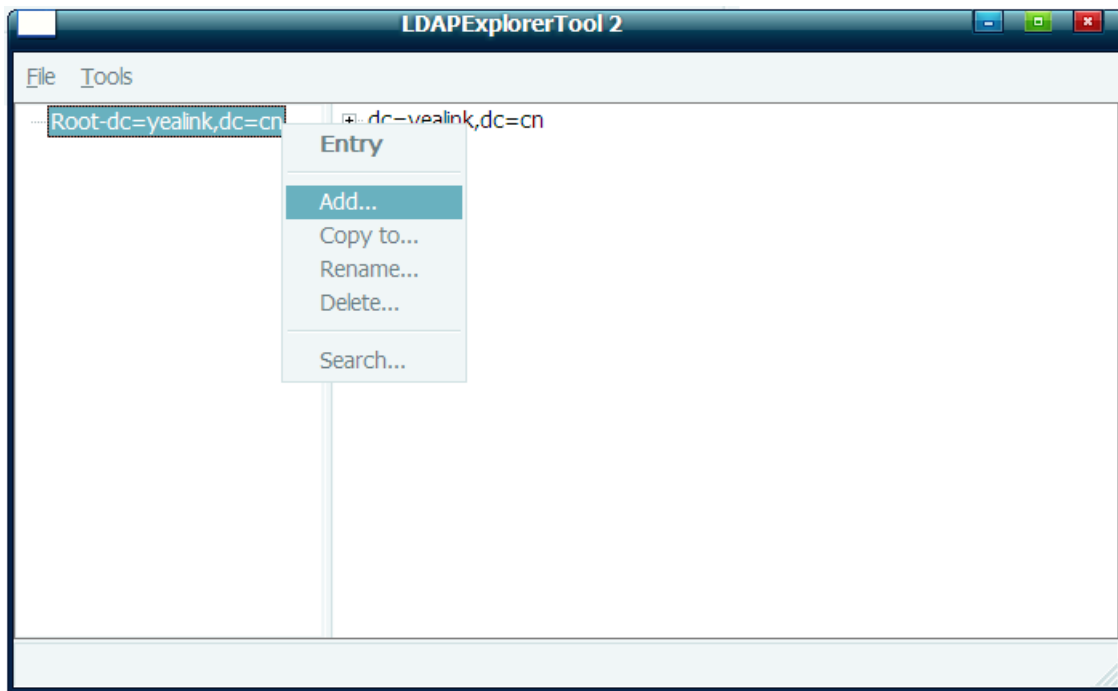 LDAPExplorerTool 2
File Tools
Root-dc=yealink,dc=cn
dc=yealink,dc=cn
Entry
Add...
Copy to...
Rename...
Delete...
Search...